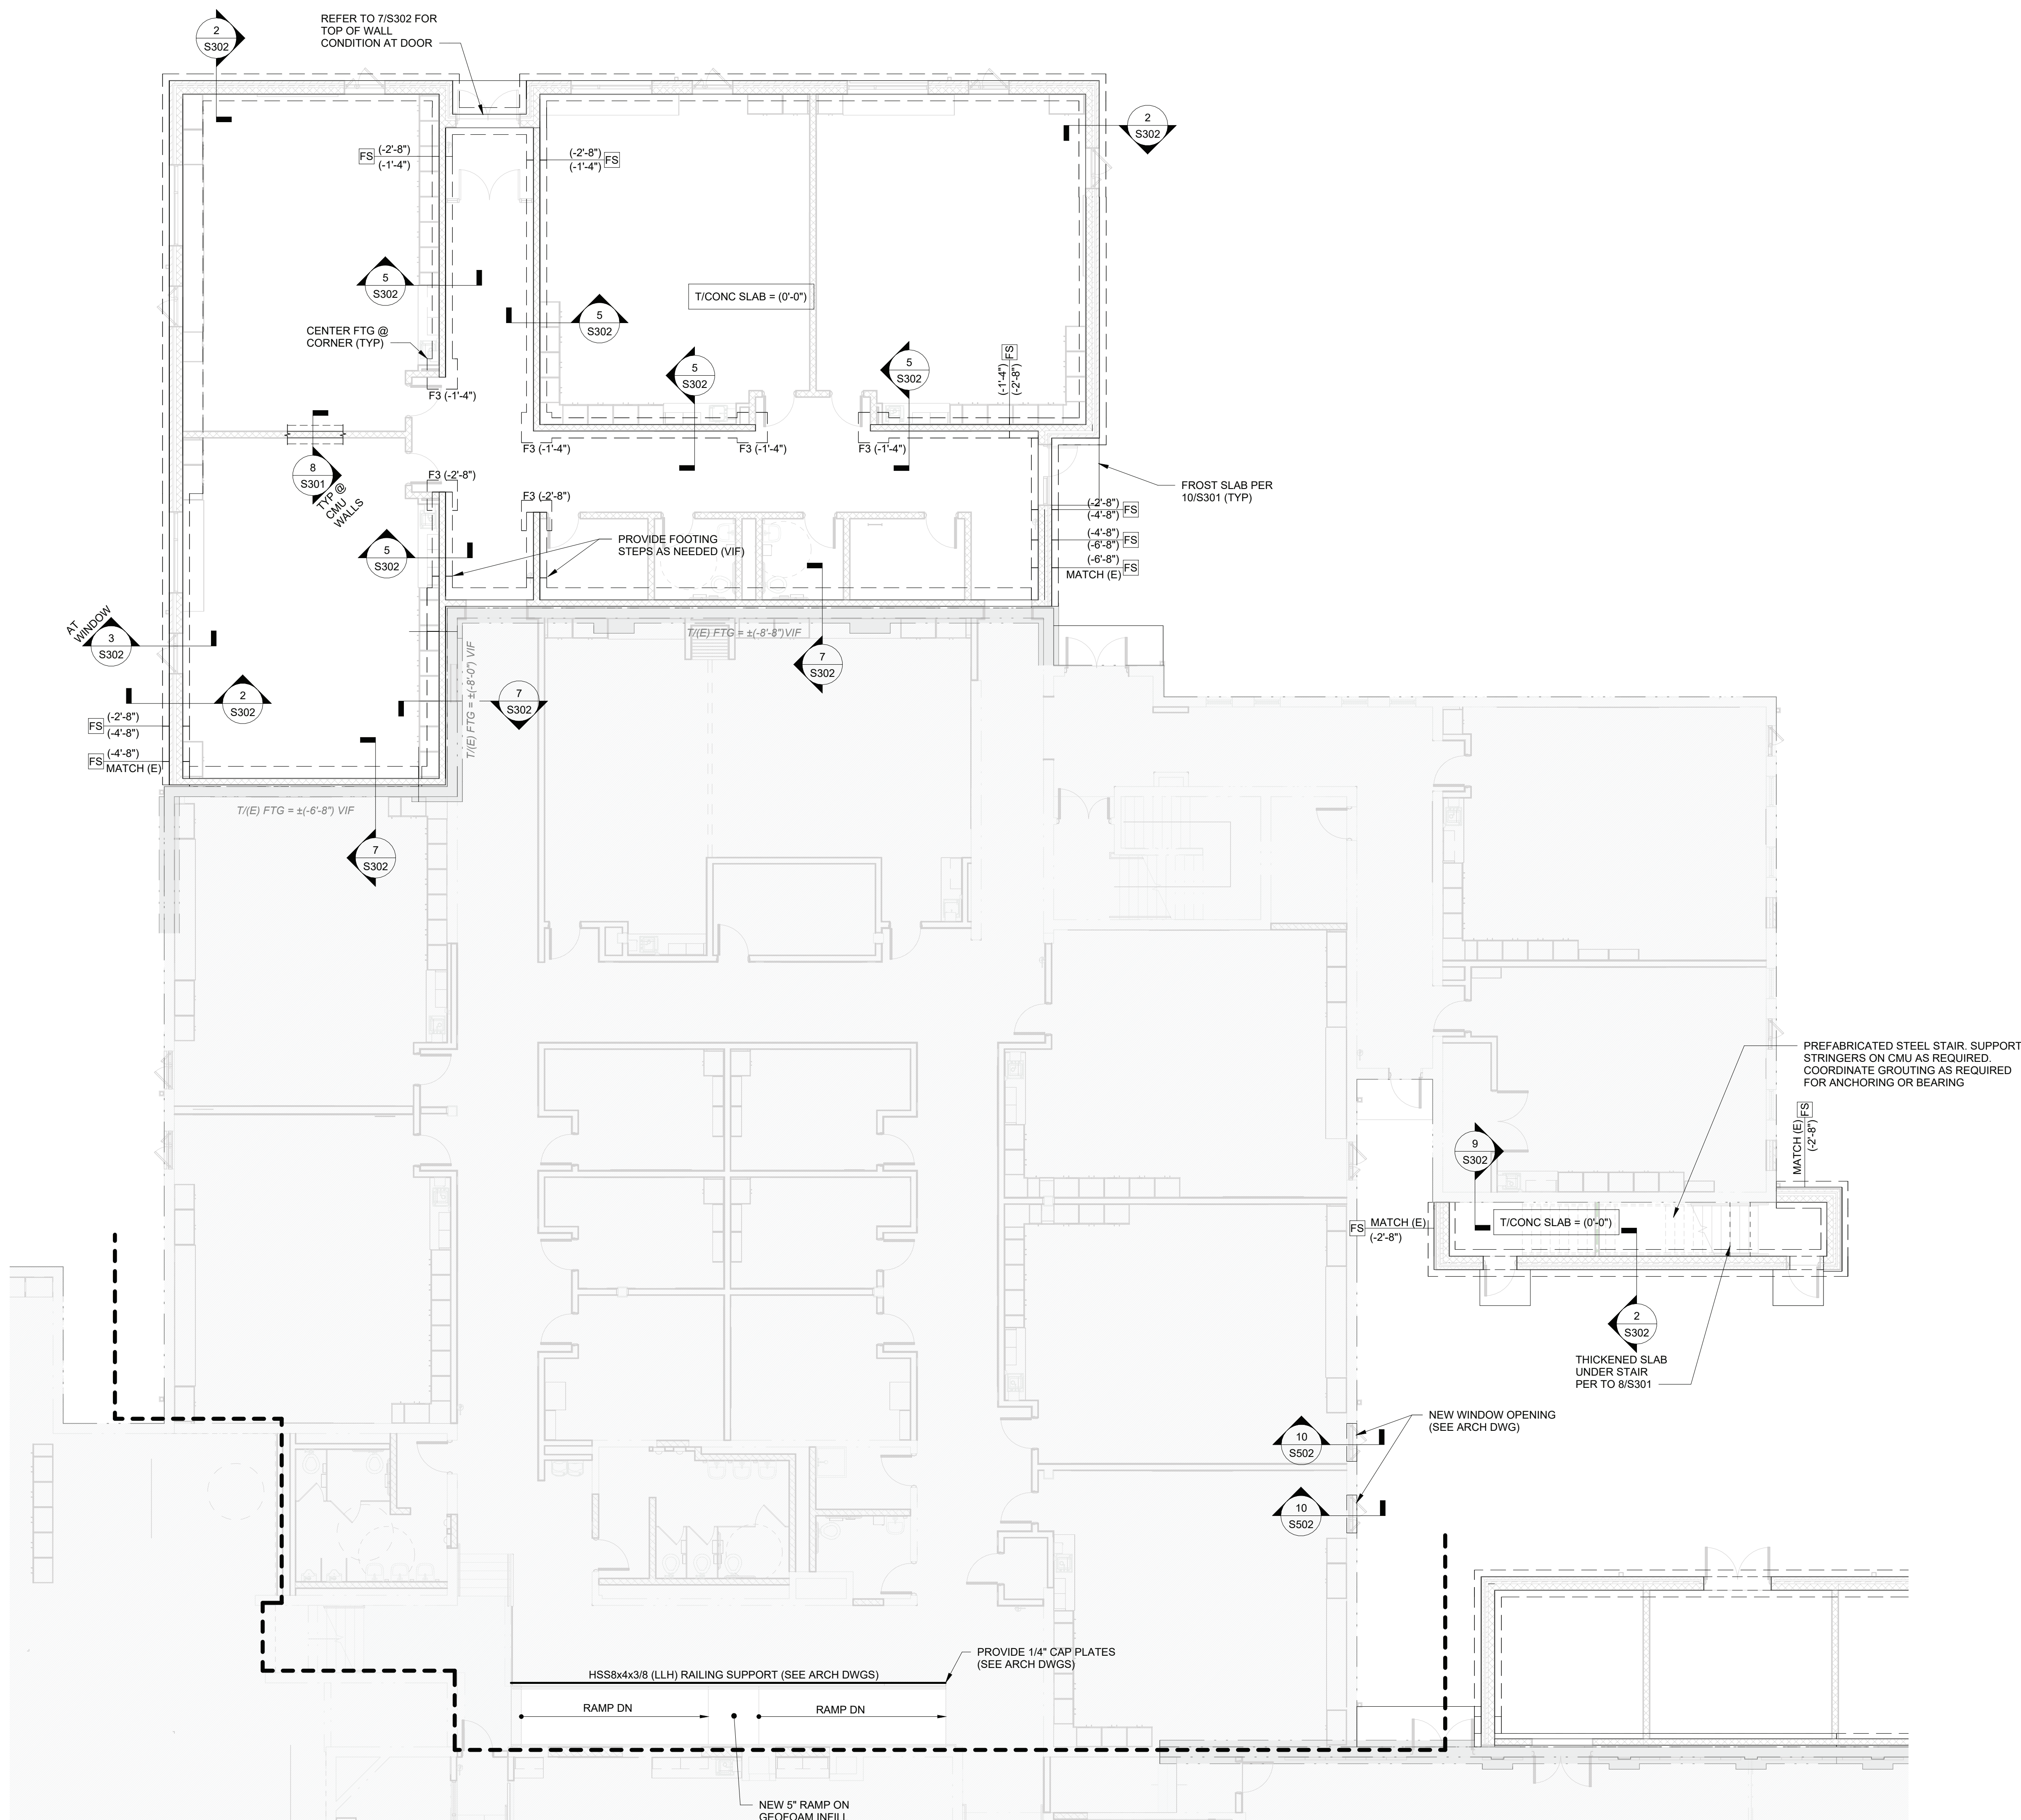 2
S302
REFER TO 7/S302 FOR
TOP OF WALL
CONDITION AT DOOR
2
S302
FS (-2'-8")
(-1'-4")
(-2'-8")
(-1'-4") FS
5
S302
T/CONC SLAB = (0'-0")
5
S302
CENTER FTG @
CORNER (TYP)
5
S302
5
S302
(-1'-4")
(-2'-8")
FS
F3 (-1'-4")
F3 (-1'-4")
F3 (-1'-4")
F3 (-1'-4")
8
S301
TYP @
CMU
WALLS
F3 (-2'-8")
F3 (-2'-8")
FROST SLAB PER
10/S301 (TYP)
(-2'-8")
(-4'-8") FS
(-4'-8")
(-6'-8") FS
(-6'-8")
MATCH (E) FS
5
S302
PROVIDE FOOTING
STEPS AS NEEDED (VIF)
AT
WINDOW
3
S302
T/(E) FTG = ±(-8'-8")VIF
7
S302
T/(E) FTG = ±(-8'-0") VIF
2
S302
7
S302
FS (-2'-8")
(-4'-8")
FS (-4'-8")
MATCH (E)
T/(E) FTG = ±(-6'-8") VIF
7
S302
PREFABRICATED STEEL STAIR. SUPPORT
STRINGERS ON CMU AS REQUIRED.
COORDINATE GROUTING AS REQUIRED
FOR ANCHORING OR BEARING
MATCH (E)
(-2'-8")
FS
9
S302
FS MATCH (E)
(-2'-8")
T/CONC SLAB = (0'-0")
2
S302
THICKENED SLAB
UNDER STAIR
PER TO 8/S301
NEW WINDOW OPENING
(SEE ARCH DWG)
10
S502
10
S502
PROVIDE 1/4" CAP PLATES
(SEE ARCH DWGS)
HSS8x4x3/8 (LLH) RAILING SUPPORT (SEE ARCH DWGS)
RAMP DN
RAMP DN
NEW 5" RAMP ON
GEOFOAM INFILL